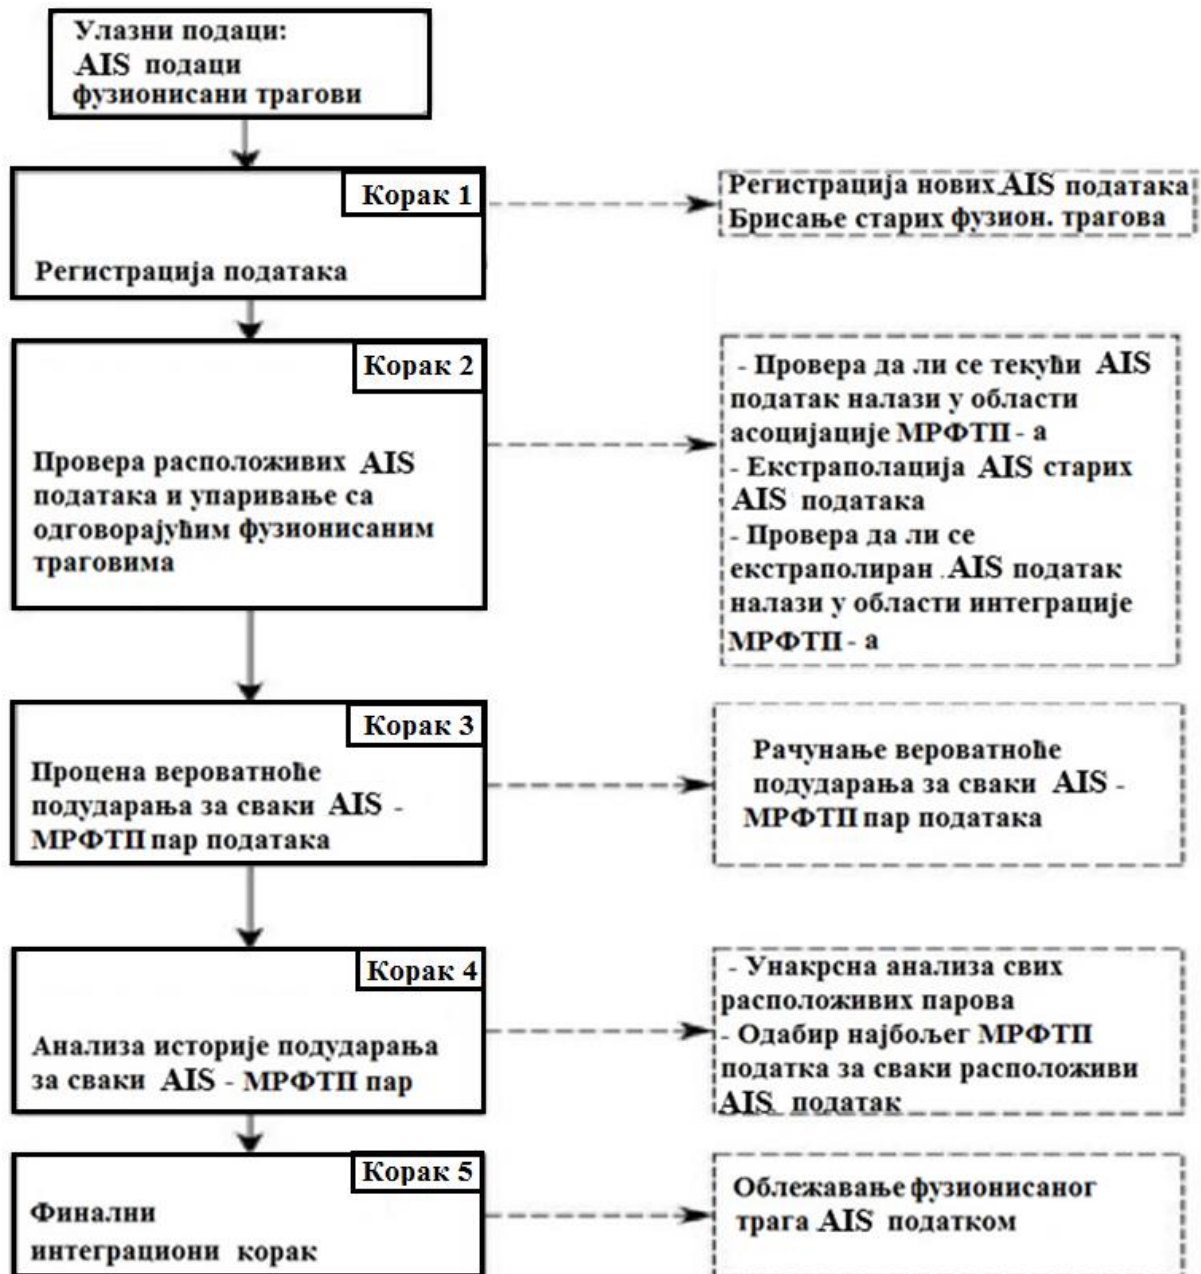 Улазни подаци:
AIS подаци
фузионисани трагови
Корак 1
Регистрација података
Регистрација нових AIS података
Брисање старих фузион. трагова
Корак 2
Провера расположивих AIS
података и упаривање са
одговорајућим фузионисаним
траговима
- Провера да ли се текући AIS
податак налази у области
асоцијације МРФТП - а
- Екстраполација AIS старих
AIS података
- Провера да ли се
екстраполиран .AIS податак
налази у области интеграције
МРФТП - а
Корак 3
Процена вероватноће
подударања за сваки AIS -
МРФТП пар података
Рачунање вероватноће
подударања за сваки AIS -
МРФТП пар података
Корак 4
Анализа историје подударања
за сваки AIS - МРФТП пар
- Унакрсна анализа свих
расположивих парова
- Одабир најбољег МРФТП
податка за сваки расположиви
AIS податак
Корак 5
Финални
интеграциони корак
Облежавање фузионисаног
трага AIS податком